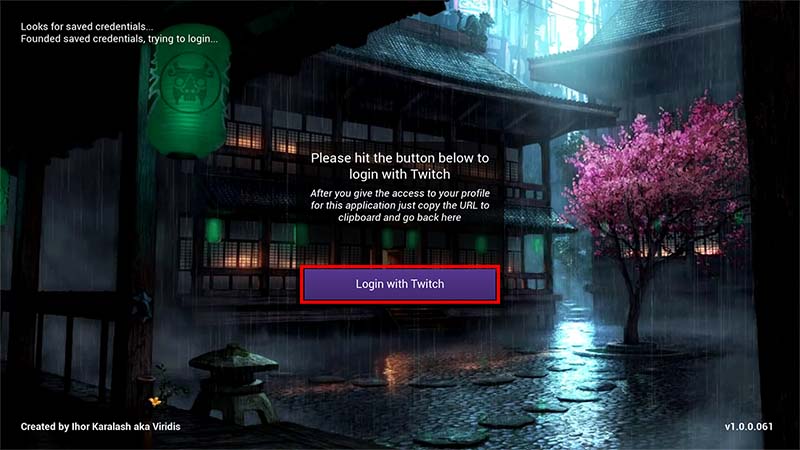 Looks for saved credentials...
Founded saved credentials, trying to login...
Please hit the button below to
login with Twitch
After you give the access to your profile
for this application just copy the URL to
clipboard and go back here
Login with Twitch
Created by Ihor Karalash aka Viridis
v1.0.0.061